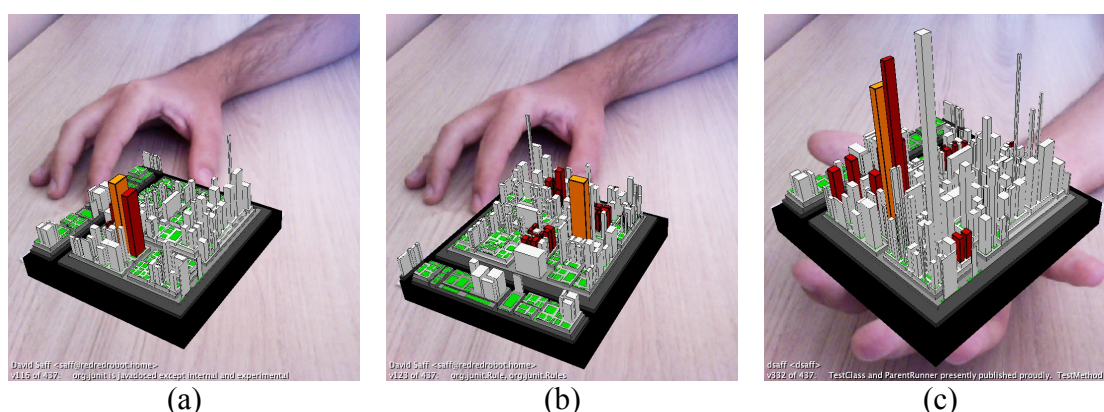 David Saff <saff@redredrobot.home>
v116 of 437: org.junit is javadoced except internal and experimental
David Saff <saff@redredrobot.home>
v123 of 437: org.junit.Rule, org.junit.Rules
dsaff <dsaff>
v332 of 437: TestClass and ParentRunner presently published proudly. TestMethod
(a)
(b)
(c)